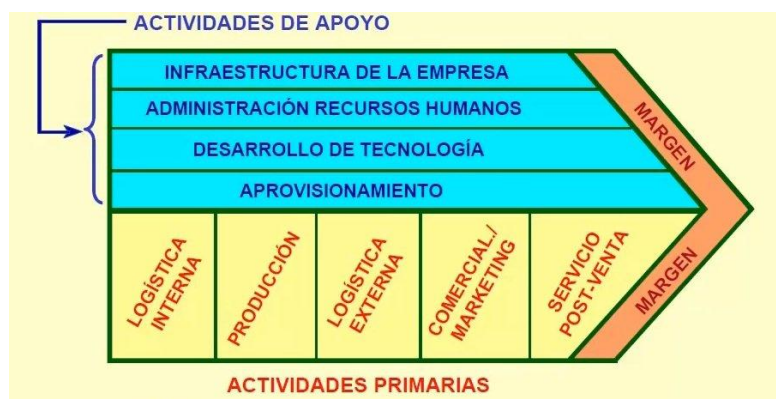 ACTIVIDADES DE APOYO
INFRAESTRUCTURA DE LA EMPRESA
ADMINISTRACIÓN RECURSOS HUMANOS
DESARROLLO DE TECNOLOGÍA
APROVISIONAMIENTO
MARGEN
LOGÍSTICA
INTERNA
PRODUCCIÓN
LOGÍSTICA
EXTERNA
COMERCIAL./
MARKETING
SERVICIO
POST-VENTA
MARGEN
ACTIVIDADES PRIMARIAS